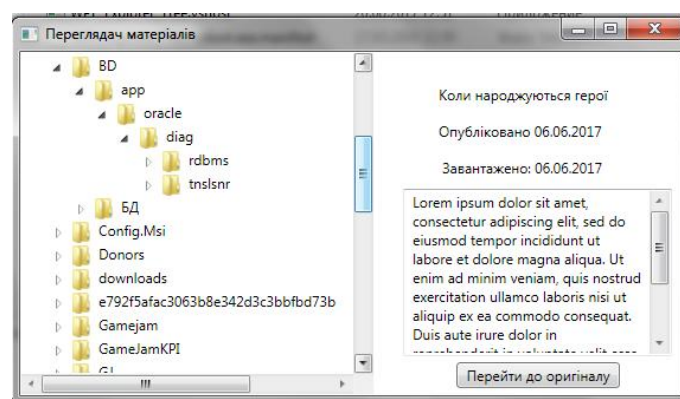 Переглядач матеріалів
BD
app
oracle
diag
rdbms
tnslsnr
БД
Config.Msi
Donors
downloads
e792f5afac3063b8e342d3c3bbfbd73b
Gamejam
GameJamKPI
Коли народжуються герої
Опубліковано 06.06.2017
Завантажено: 06.06.2017
Lorem ipsum dolor sit amet,
consectetur adipiscing elit, sed do
eiusmod tempor incididunt ut
labore et dolore magna aliqua. Ut
enim ad minim veniam, quis nostrud
exercitation ullamco laboris nisi ut
aliquip ex ea commodo consequat.
Duis aute irure dolor in
Перейти до оригіналу